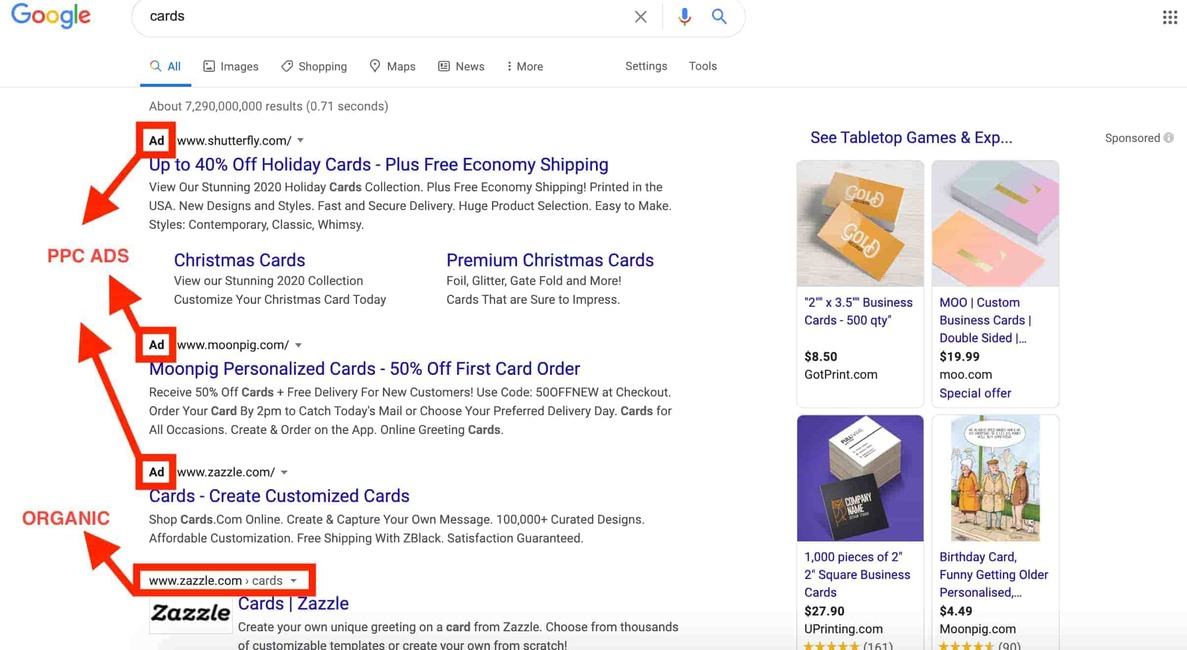 Google
cards
All Images Shopping Maps News More Settings Tools
About 7,290,000,000 results (0.71 seconds)
Ad www.shutterfly.com/
Up to 40% Off Holiday Cards - Plus Free Economy Shipping
View Our Stunning 2020 Holiday Cards Collection. Plus Free Economy Shipping! Printed in the
USA. New Designs and Styles. Fast and Secure Delivery. Huge Product Selection. Easy to Make.
Styles: Contemporary, Classic, Whimsy.
PPC ADS
Christmas Cards
View our Stunning 2020 Collection
Customize Your Christmas Card Today
Premium Christmas Cards
Foil, Glitter, Gate Fold and More!
Cards That are Sure to Impress.
Ad www.moonpig.com/
Moonpig Personalized Cards - 50% Off First Card Order
Receive 50% Off Cards + Free Delivery For New Customers! Use Code: 50OFFNEW at Checkout.
Order Your Card By 2pm to Catch Today's Mail or Choose Your Preferred Delivery Day. Cards for
All Occasions. Create & Order on the App. Online Greeting Cards.
Ad www.zazzle.com/
Cards - Create Customized Cards
Shop Cards.Com Online. Create & Capture Your Own Message. 100,000+ Curated Designs.
Affordable Customization. Free Shipping With ZBlack. Satisfaction Guaranteed.
ORGANIC
www.zazzle.com › cards
Zazzle
Cards | Zazzle
Create your own unique greeting on a card from Zazzle. Choose from thousands
of customizable templates or create your own from scratch!
See Tabletop Games & Exp...
Sponsored
GOLD
GOLD
"2"" x 3.5"" Business
Cards - 500 qty"
$8.50
GotPrint.com
MOO | Custom
Business Cards |
Double Sided |...
$19.99
moo.com
Special offer
COMPANY
NAME
1,000 pieces of 2"
2" Square Business
Cards
$27.90
UPrinting.com
(161)
Birthday Card,
Funny Getting Older
Personalised,...
$4.49
Moonpig.com
(90)